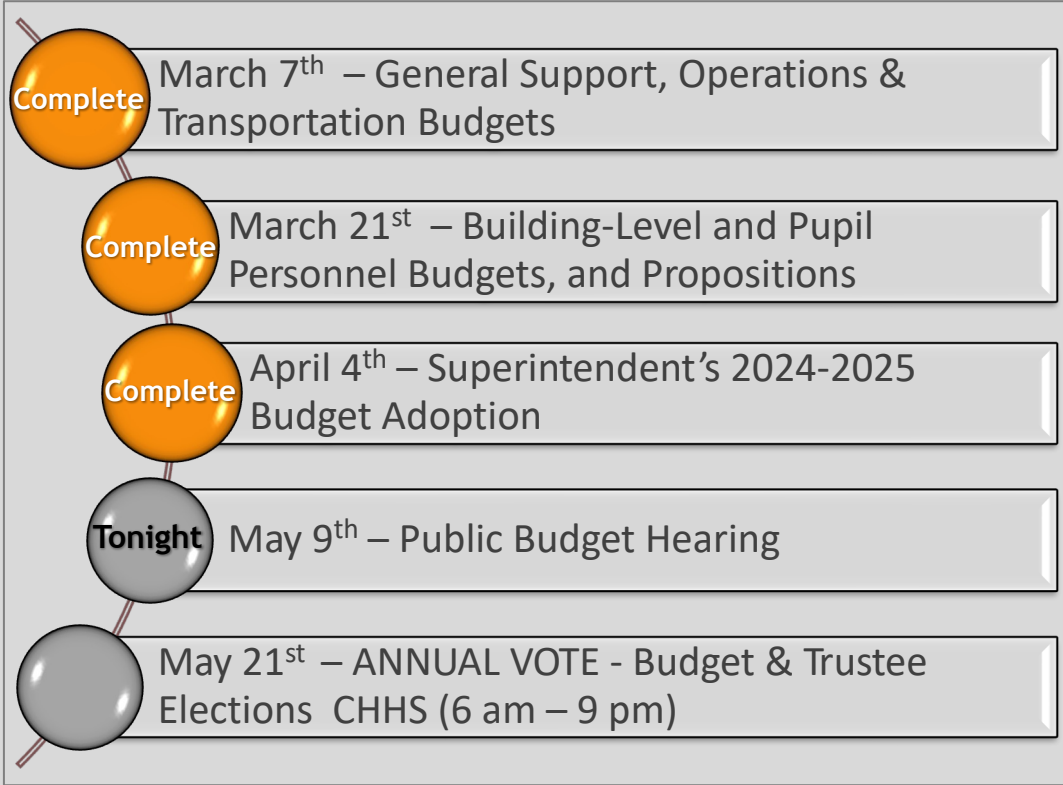 Complete
March 7th – General Support, Operations &
Transportation Budgets
Complete
March 21st – Building-Level and Pupil
Personnel Budgets, and Propositions
Complete
April 4th – Superintendent’s 2024-2025
Budget Adoption
Tonight
May 9th – Public Budget Hearing
May 21st – ANNUAL VOTE - Budget & Trustee
Elections  CHHS (6 am – 9 pm)